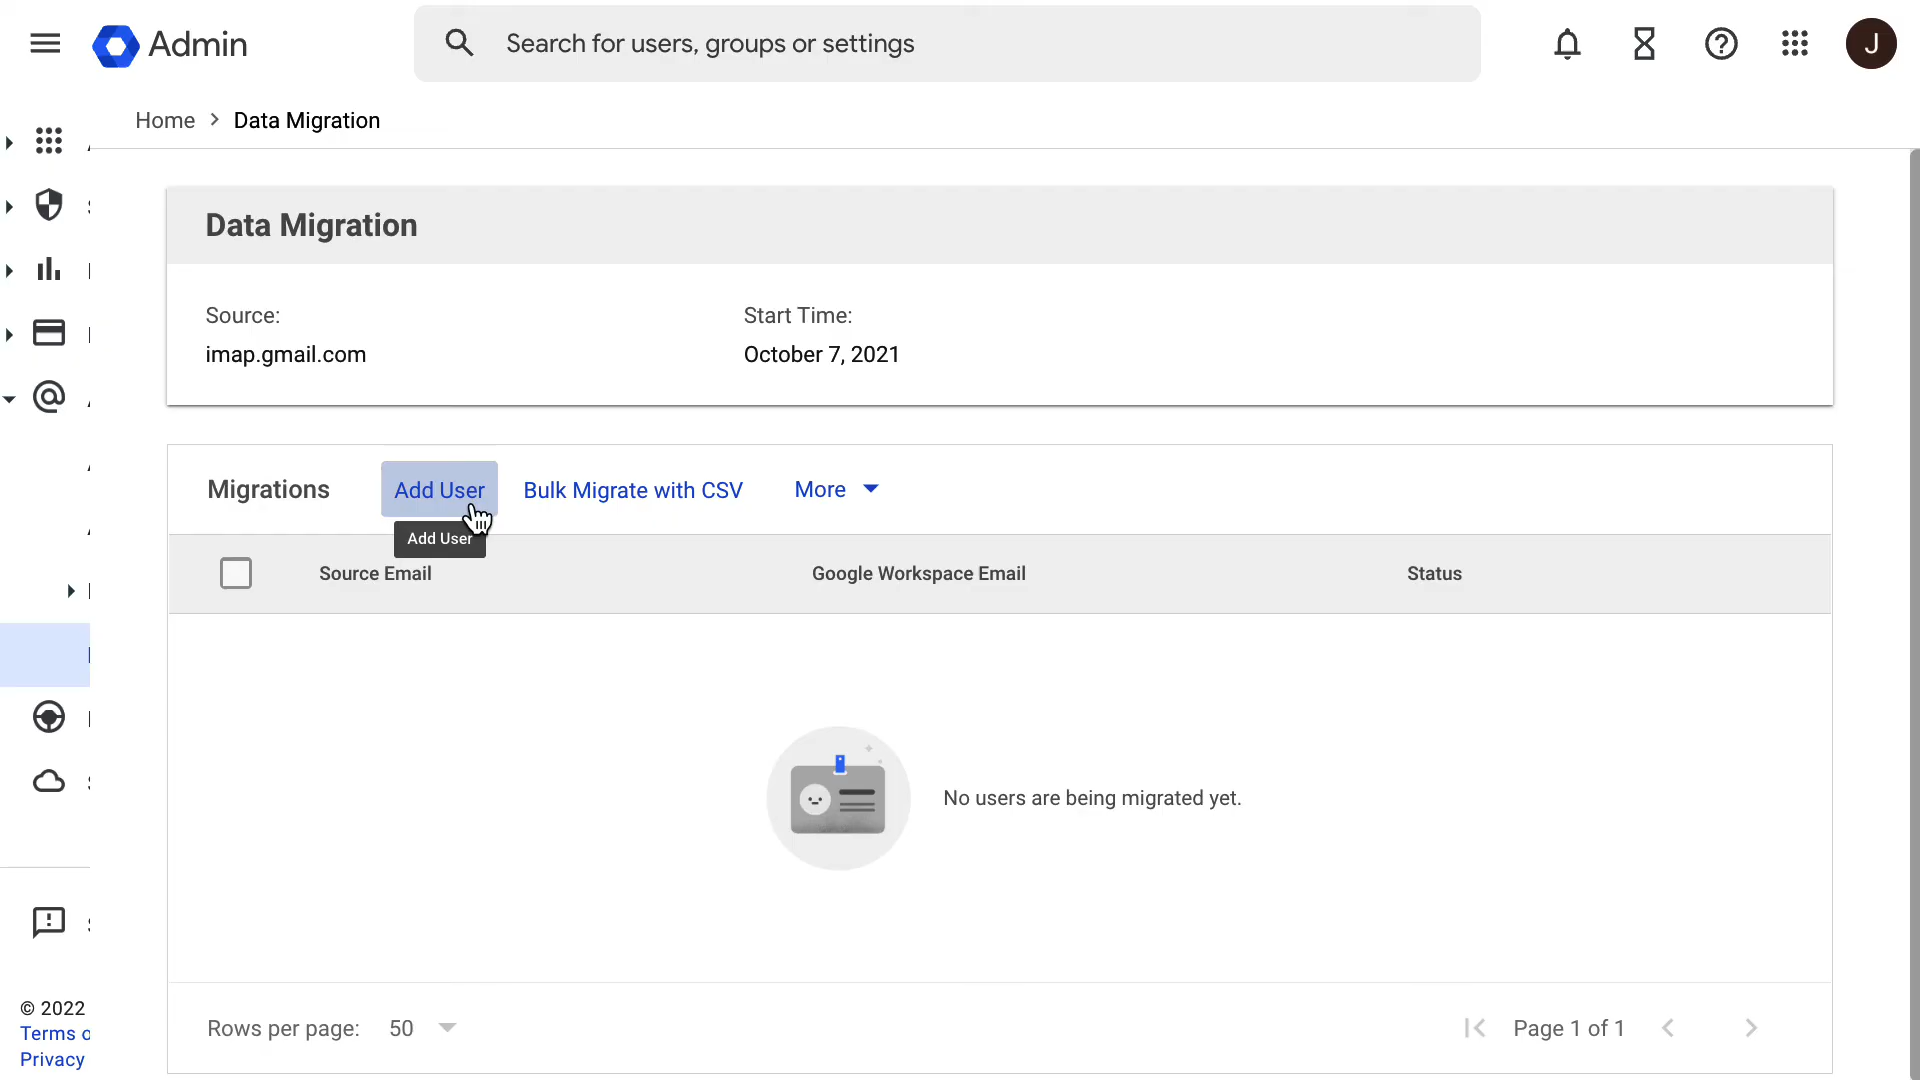 Admin
Search for users, groups or settings
J
Home > Data Migration
Data Migration
Source:
Start Time:
imap.gmail.com
October 7, 2021
Migrations
Add User
Bulk Migrate with CSV
More
Add User
Source Email
Google Workspace Email
Status
No users are being migrated yet.
© 2022
Terms
Privacy
Rows per page: 50
Page 1 of 1